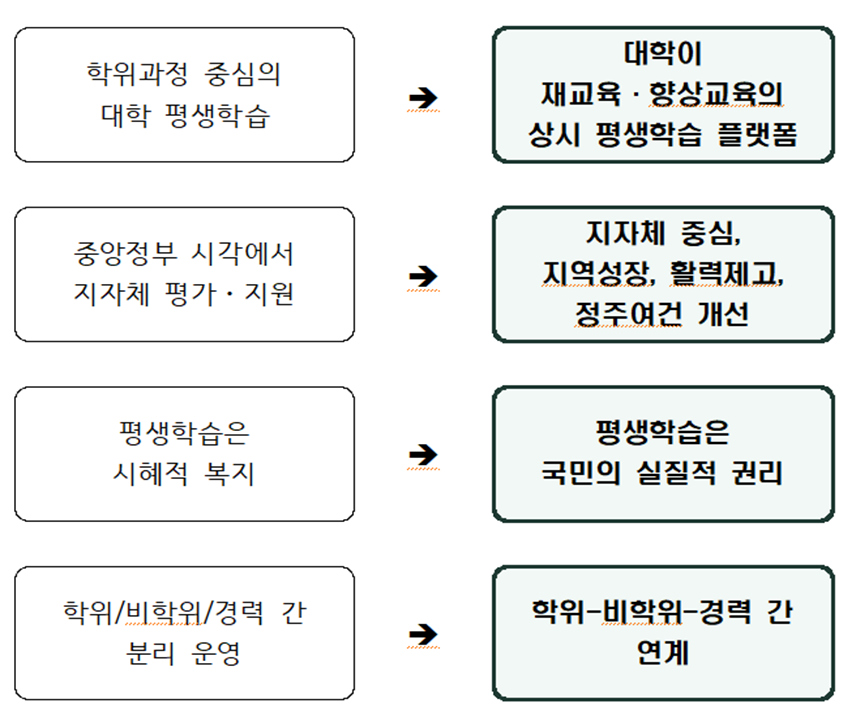 학위과정 중심의
대학 평생학습
➔
대학이
재교육·향상교육의
상시 평생학습 플랫폼
중앙정부 시각에서
지자체 평가·지원
➔
지자체 중심,
지역성장, 활력제고,
정주여건 개선
평생학습은
시혜적 복지
➔
평생학습은
국민의 실질적 권리
학위/비학위/경력 간
분리 운영
➔
학위-비학위-경력 간
연계